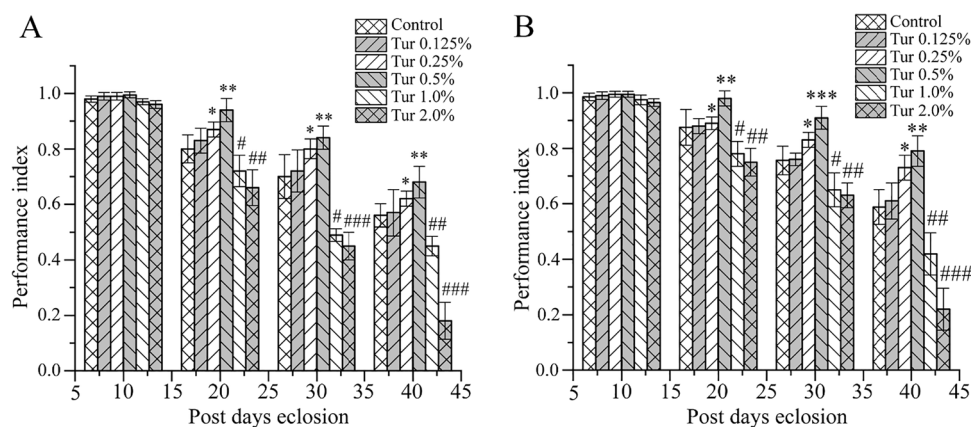 A
Control
Tur 0.125%
Tur 0.25%
Tur 0.5%
Tur 1.0%
Tur 2.0%
Performance index
1.0
0.8
0.6
0.4
0.2
0.0
* ** # ##
* ** # ###
* ** ## ###
5 10 15 20 25 30 35 40 45
Post days eclosion
B
Control
Tur 0.125%
Tur 0.25%
Tur 0.5%
Tur 1.0%
Tur 2.0%
Performance index
1.0
0.8
0.6
0.4
0.2
0.0
* ** # ##
* *** # ##
* ** ## ###
5 10 15 20 25 30 35 40 45
Post days eclosion